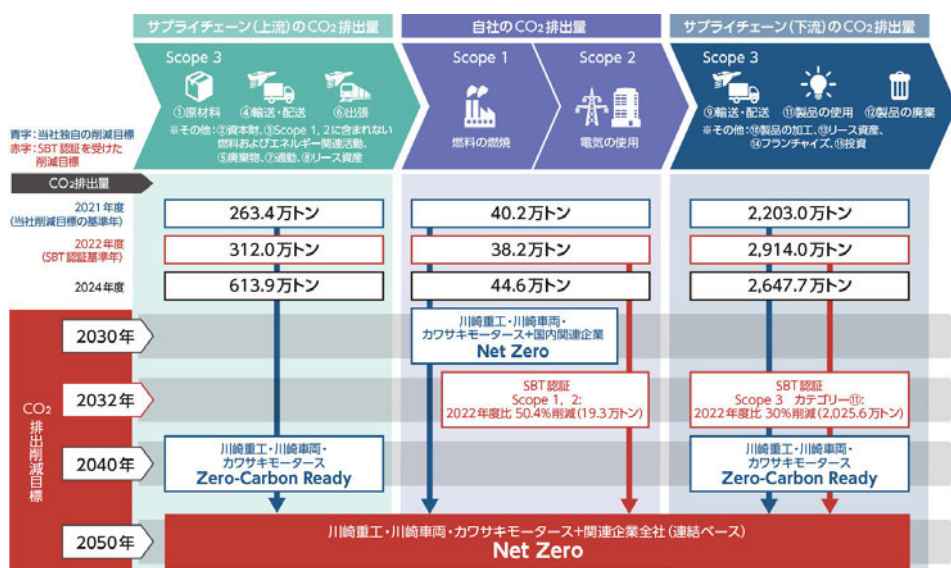 サプライチェーン(上流)のCO2排出量
自社のCO2排出量
サプライチェーン(下流)のCO2排出量
Scope 3
①原材料
④輸送・配送
⑥出張
※その他:②資本財、③Scope 1, 2に含まれない
燃料およびエネルギー関連活動、
⑤廃棄物、⑦通勤、⑧リース資産
Scope 1
燃料の燃焼
Scope 2
電気の使用
Scope 3
⑨輸送・配送
⑪製品の使用
⑫製品の廃棄
※その他:⑩製品の加工、⑬リース資産、
⑭フランチャイズ、⑮投資
青字:当社独自の削減目標
赤字:SBT認証を受けた
削減目標
CO2排出量
2021年度
(当社削減目標の基準年)
263.4万トン
40.2万トン
2,203.0万トン
2022年度
(SBT認証基準年)
312.0万トン
38.2万トン
2,914.0万トン
2024年度
613.9万トン
44.6万トン
2,647.7万トン
CO2排出削減目標
2030年
川崎重工・川崎車両・
カワサキモータース+国内関連企業
Net Zero
2032年
SBT認証
Scope 1, 2:
2022年度比 50.4%削減(19.3万トン)
SBT認証
Scope 3 カテゴリー⑪:
2022年度比 30%削減(2,025.6万トン)
2040年
川崎重工・川崎車両・
カワサキモータース
Zero-Carbon Ready
川崎重工・川崎車両・
カワサキモータース
Zero-Carbon Ready
2050年
川崎重工・川崎車両・カワサキモータース+関連企業全社(連結ベース)
Net Zero